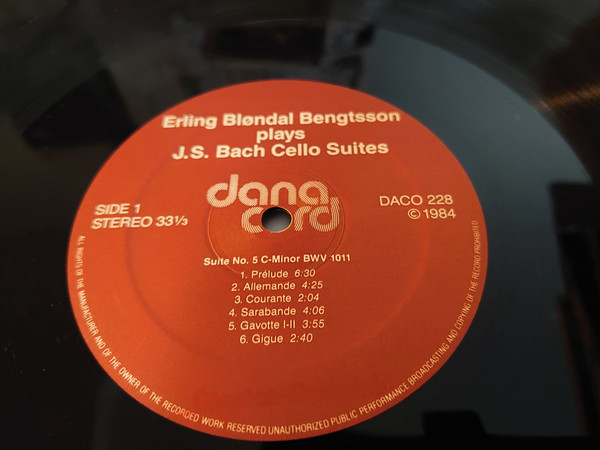 Erling Bløndal Bengtsson
plays
J.S. Bach Cello Suites
dana
cord
SIDE 1
STEREO 33⅓
DACO 228
© 1984
Suite No. 5 C-Minor BWV 1011
1. Prélude 6:30
2. Allemande 4:25
3. Courante 2:04
4. Sarabande 4:06
5. Gavotte I-II 3:55
6. Gigue 2:40
ALL RIGHTS OF THE MANUFACTURER AND OF THE OWNER OF THE RECORDED WORK RESERVED UNAUTHORIZED PUBLIC PERFORMANCE BROADCASTING AND COPYING OF THE RECORD PROHIBITED